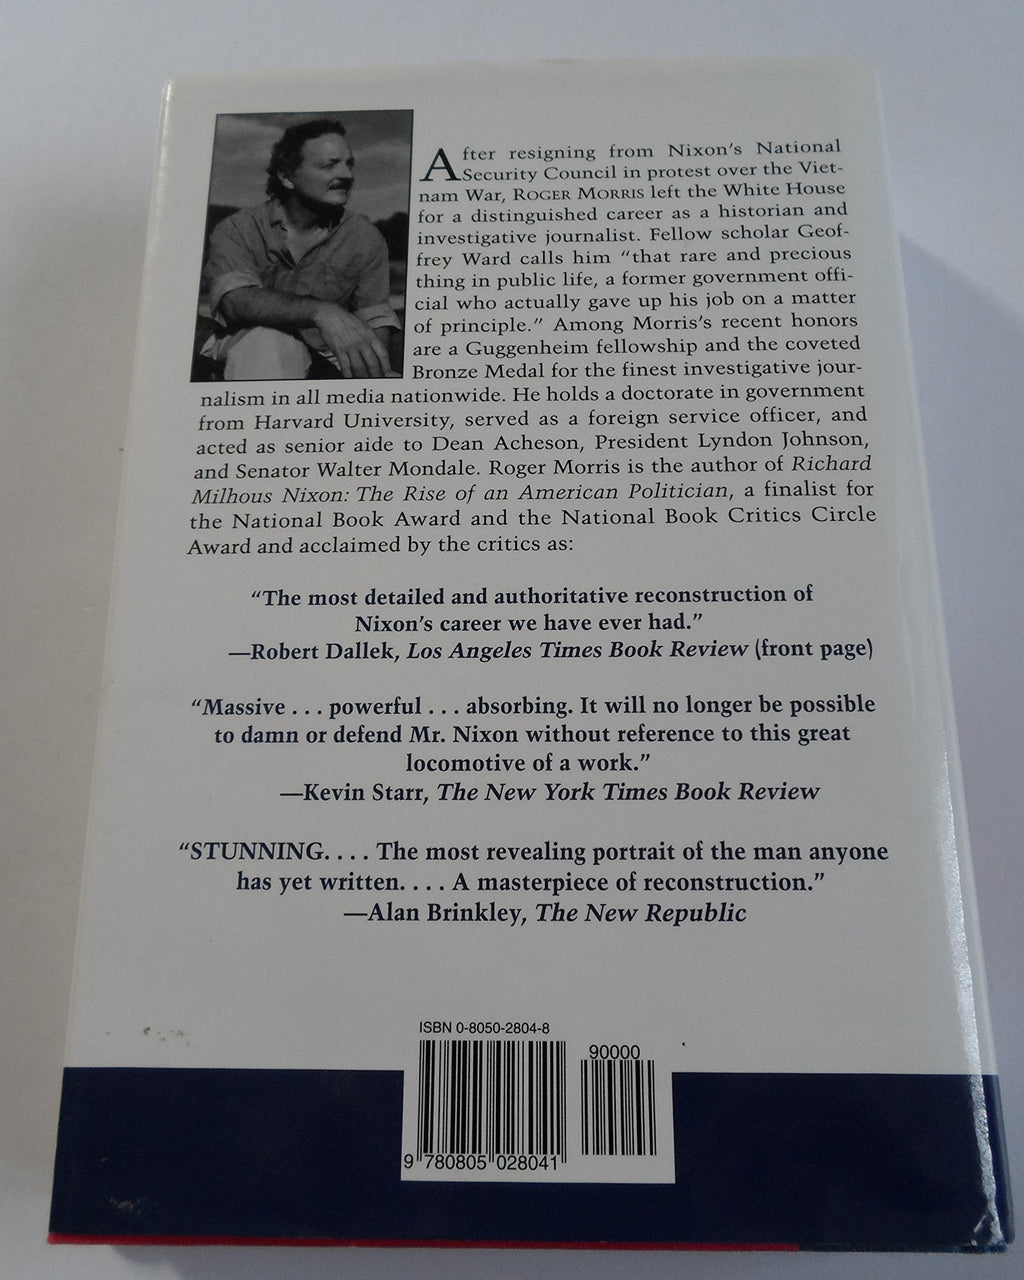 After resigning from Nixon's National
Security Council in protest over the Viet-
nam War, ROGER MORRIS left the White House
for a distinguished career as a historian and
investigative journalist. Fellow scholar Geof-
frey Ward calls him “that rare and precious
thing in public life, a former government offi-
cial who actually gave up his job on a matter
of principle.” Among Morris's recent honors
are a Guggenheim fellowship and the coveted
Bronze Medal for the finest investigative jour-
nalism in all media nationwide. He holds a doctorate in government
from Harvard University, served as a foreign service officer, and
acted as senior aide to Dean Acheson, President Lyndon Johnson,
and Senator Walter Mondale. Roger Morris is the author of Richard
Milhous Nixon: The Rise of an American Politician, a finalist for
the National Book Award and the National Book Critics Circle
Award and acclaimed by the critics as:
“The most detailed and authoritative reconstruction of
Nixon's career we have ever had.”
—Robert Dallek, Los Angeles Times Book Review (front page)
“Massive . . . powerful . . . absorbing. It will no longer be possible
to damn or defend Mr. Nixon without reference to this great
locomotive of a work.”
—Kevin Starr, The New York Times Book Review
“STUNNING. . . . The most revealing portrait of the man anyone
has yet written. . . . A masterpiece of reconstruction.”
—Alan Brinkley, The New Republic
ISBN 0-8050-2804-8
90000
9 780805 028041